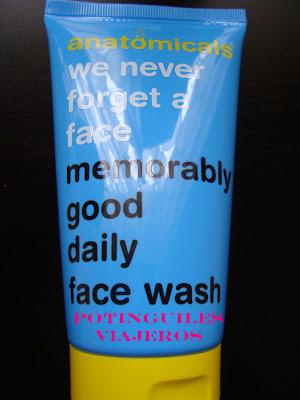 anatomicals
we never
forget a
face
memorably
good
daily
face wash
POTINGUILES
VIAJEROS